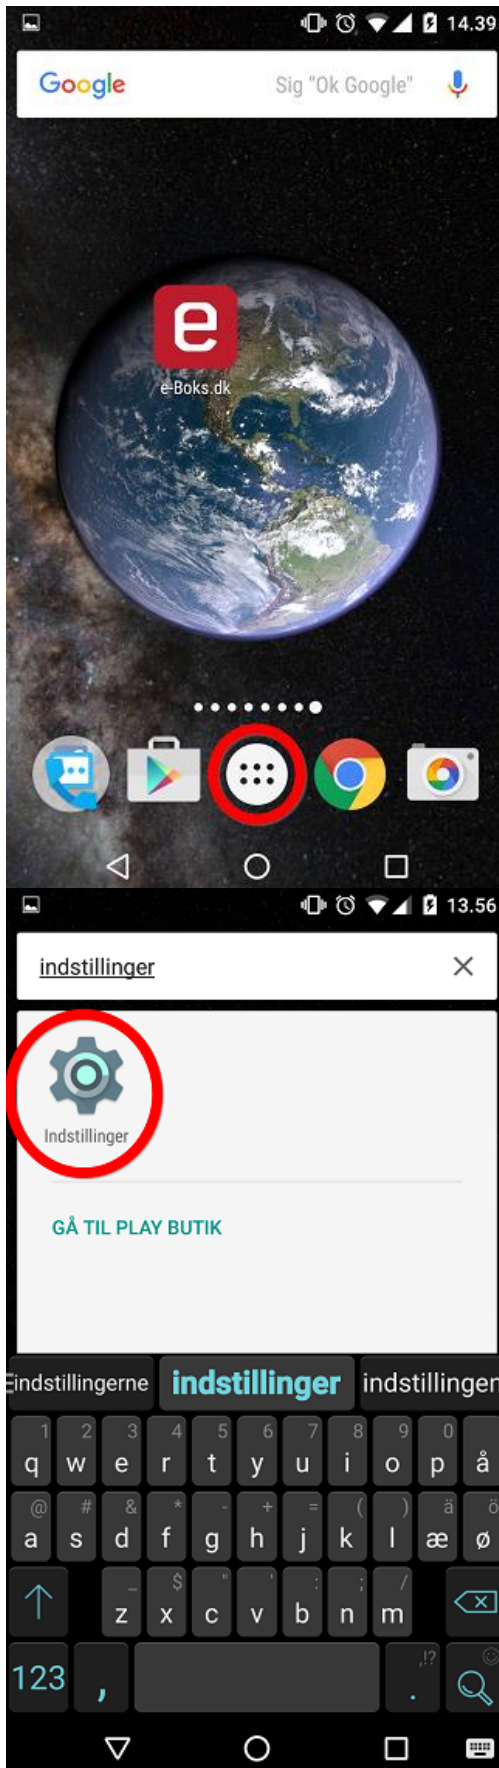 14.39
Google Sig "Ok Google"
e
e-Boks.dk
13.56
indstillinger
Indstillinger
GÅ TIL PLAY BUTIK
indstillingerne indstillinger indstillingen
1 2 3 4 5 6 7 8 9 0
q w e r t y u i o p å
@ # & * - + = ( ) ä ö
a s d f g h j k l æ ø
_ $ " ' : ; /
z x c v b n m
,!?
123 , .